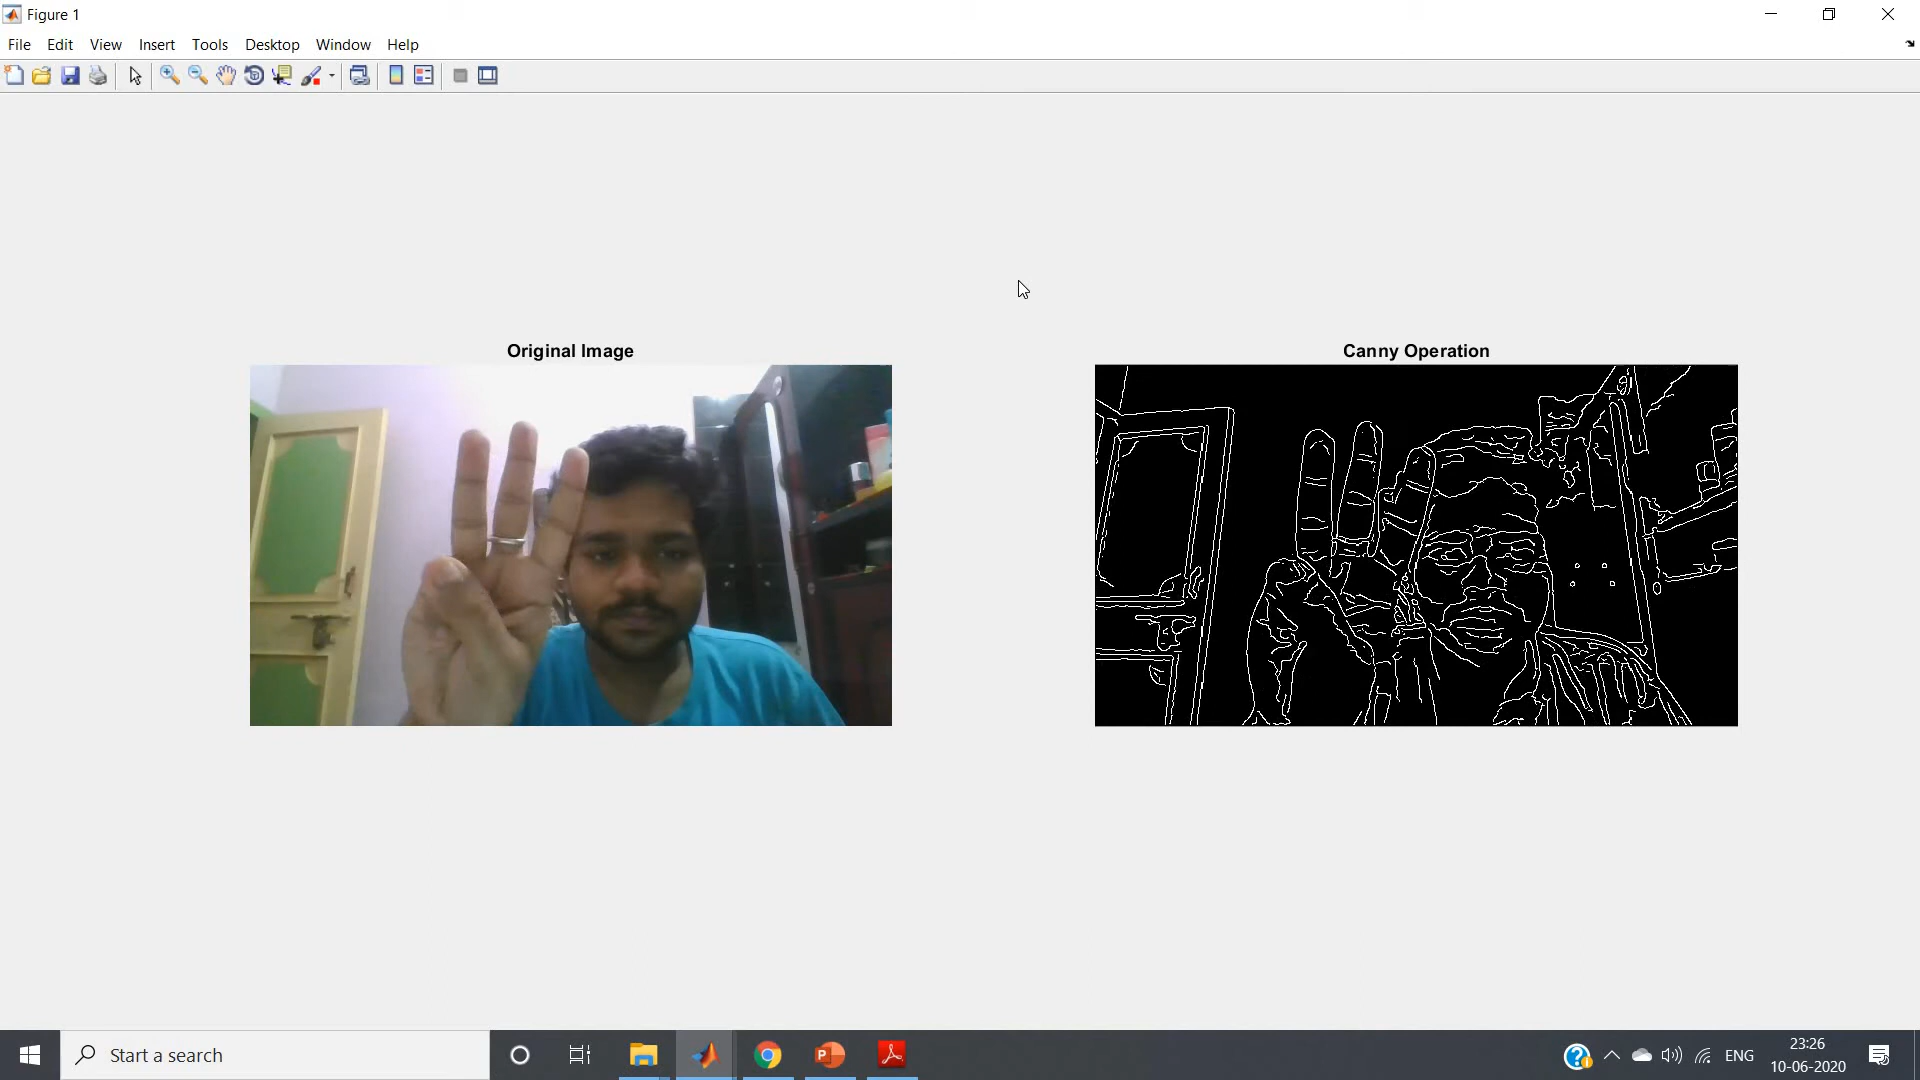 Figure 1
File Edit View Insert Tools Desktop Window Help
Original Image
Canny Operation
Start a search
ENG
23:26
10-06-2020